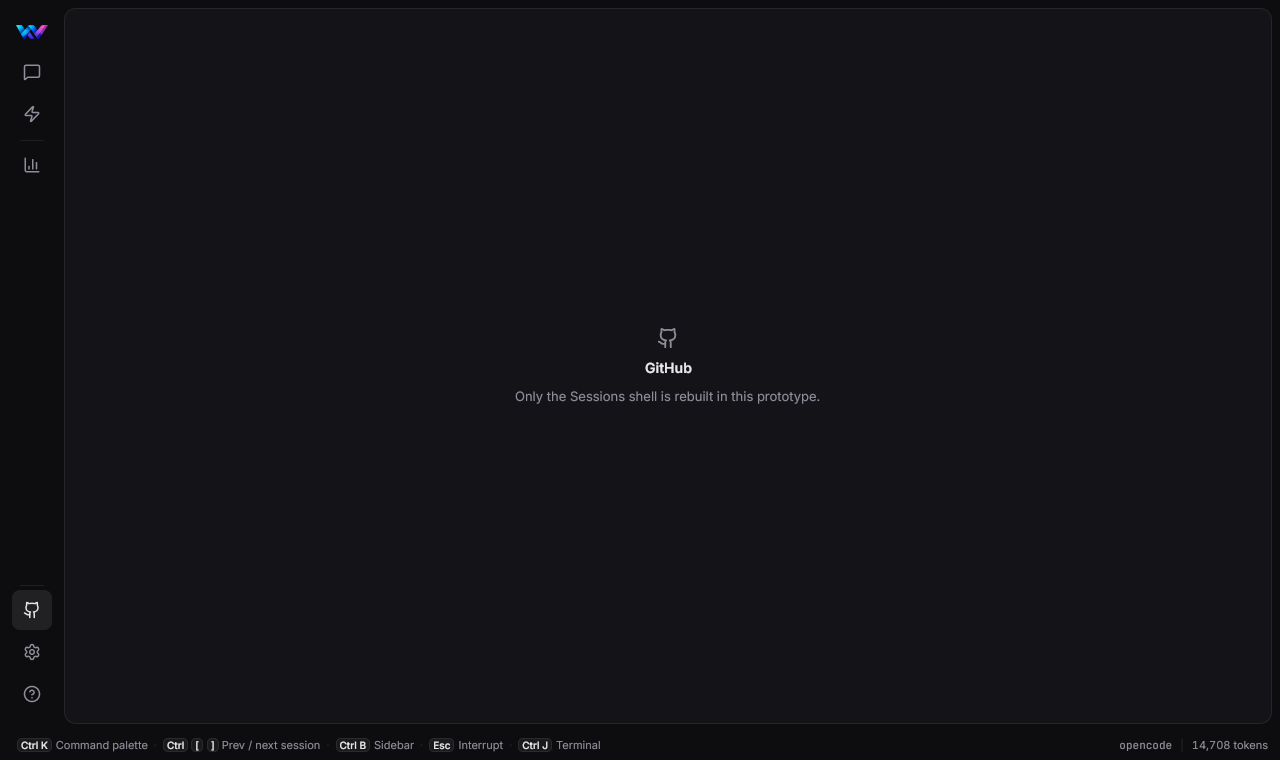 GitHub
Only the Sessions shell is rebuilt in this prototype.
Ctrl K Command palette · Ctrl [ ] Prev / next session · Ctrl B Sidebar · Esc Interrupt · Ctrl J Terminal opencode 14,708 tokens